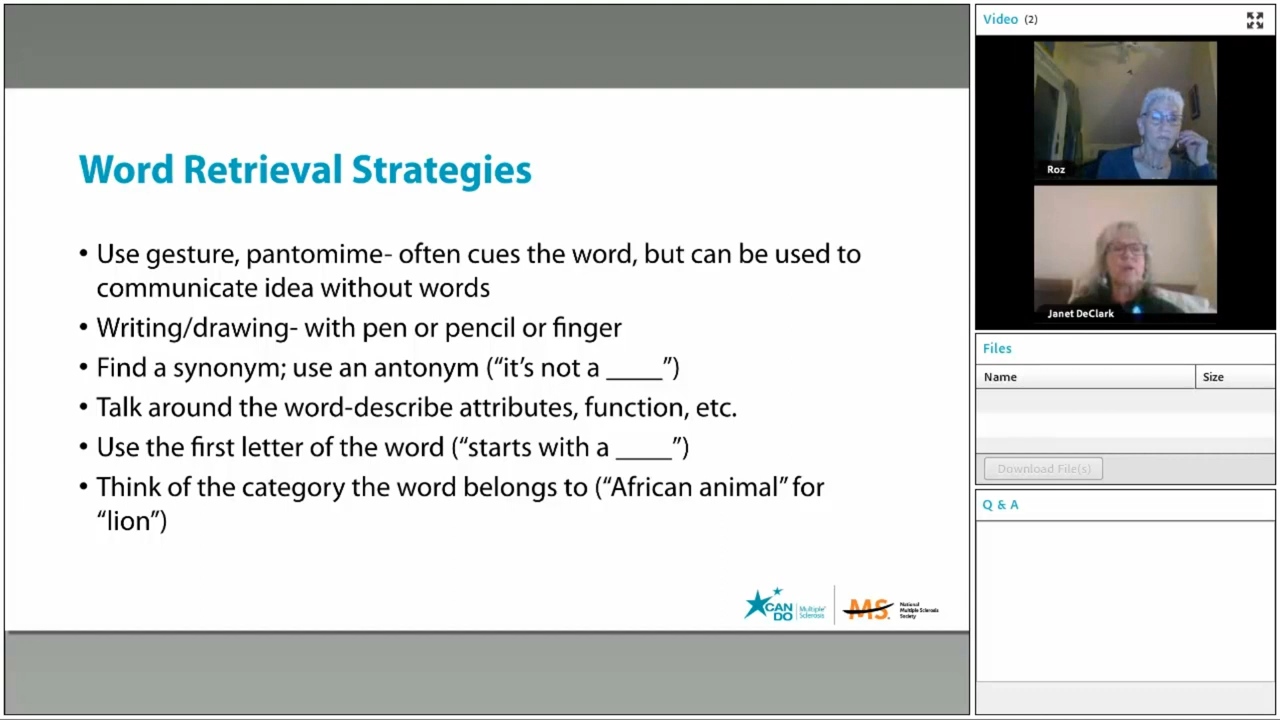 Word Retrieval Strategies
• Use gesture, pantomime- often cues the word, but can be used to
communicate idea without words
• Writing/drawing- with pen or pencil or finger
• Find a synonym; use an antonym (“it’s not a ____”)
• Talk around the word-describe attributes, function, etc.
• Use the first letter of the word (“starts with a ____”)
• Think of the category the word belongs to (“African animal” for
“lion”)
CAN DO
Multiple Sclerosis
MS
National
Multiple Sclerosis
Society
Video (2)
Roz
Janet DeClark
Files
Name Size
Download File(s)
Q & A